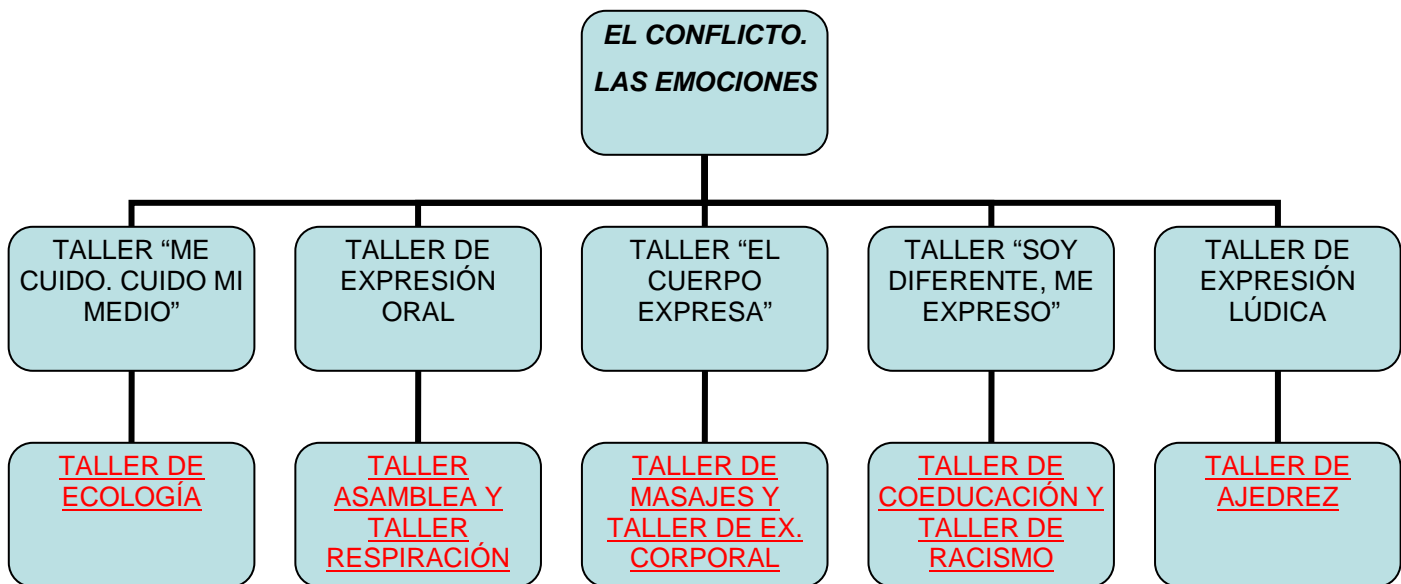 EL CONFLICTO.
LAS EMOCIONES
TALLER “ME
CUIDO. CUIDO MI
MEDIO”
TALLER DE
EXPRESIÓN
ORAL
TALLER “EL
CUERPO
EXPRESA”
TALLER “SOY
DIFERENTE, ME
EXPRESO”
TALLER DE
EXPRESIÓN
LÚDICA
TALLER DE
ECOLOGÍA
TALLER
ASAMBLEA Y
TALLER
RESPIRACIÓN
TALLER DE
MASAJES Y
TALLER DE EX.
CORPORAL
TALLER DE
COEDUCACIÓN Y
TALLER DE
RACISMO
TALLER DE
AJEDREZ